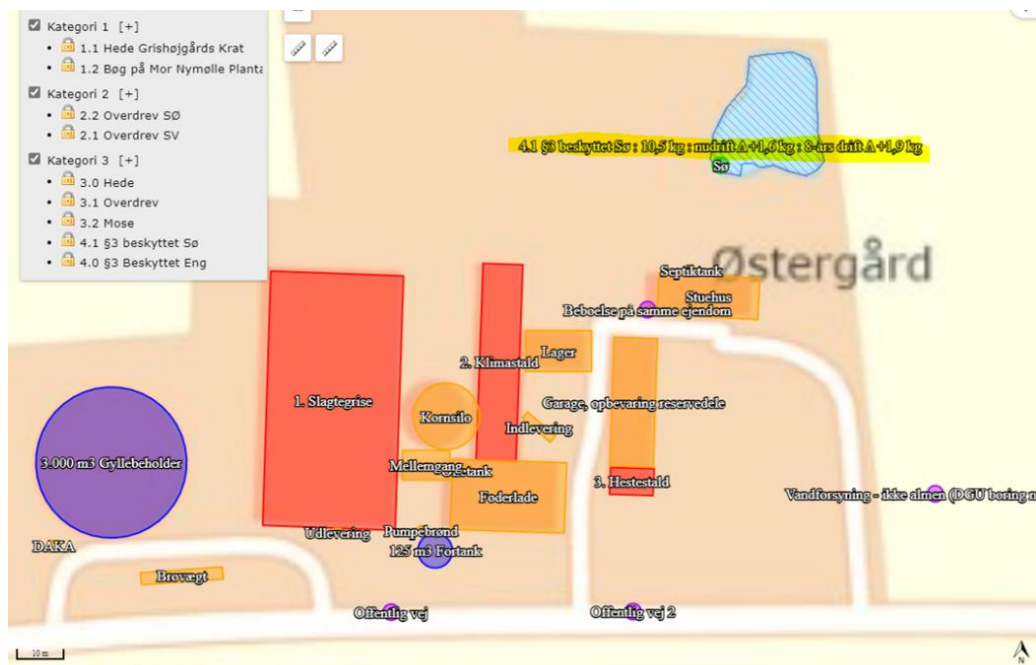 Kategori 1 [+]
1.1 Hede Grishøjgårds Krat
1.2 Bøg på Mor Nymølle Planta
Kategori 2 [+]
2.2 Overdrev SØ
2.1 Overdrev SV
Kategori 3 [+]
3.0 Hede
3.1 Overdrev
3.2 Mose
4.1 §3 beskyttet Sø
4.0 §3 Beskyttet Eng
4.1 §3 beskyttet Sø : 10,5 kg : nudrift Δ +1,6 kg : 8-års drift Δ +1,9 kg
Sø
Østergård
Septiktank
Stuehus
Beboelse på samme ejendom
Lager
2. Klimastald
1. Slagtegrise
Garage, opbevaring reservedele
Kornsilo
Indlevering
3.000 m3 Gyllebeholder
Mellemgang
3. Hestestald
Foderlade
Vandforsyning - ikke almen (DGU boring n
Udlevering
Pumpebrønd
DAKA
125 m3 Fortank
Brovægt
Offentlig vej
Offentlig vej 2
10 m
N